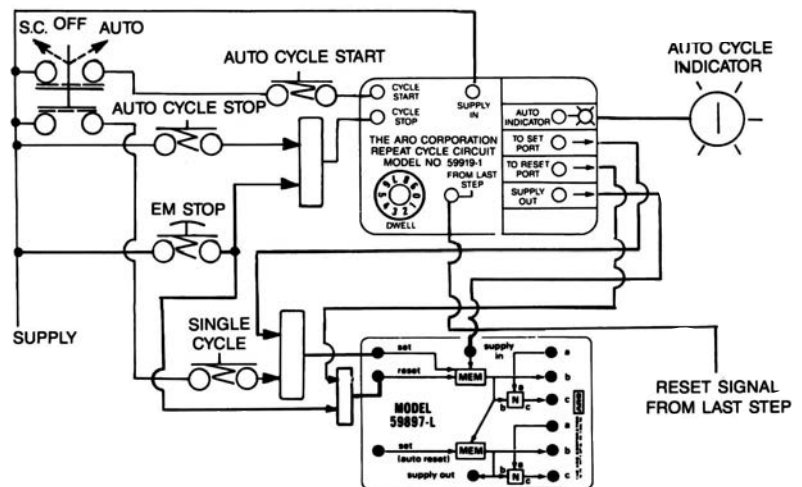 S.C. OFF AUTO
AUTO CYCLE START
AUTO CYCLE STOP
EM STOP
SUPPLY
SINGLE
CYCLE
CYCLE
START
CYCLE
STOP
SUPPLY
IN
THE ARO CORPORATION
REPEAT CYCLE CIRCUIT
MODEL NO 59919-1
FROM LAST
STEP
DWELL
AUTO
INDICATOR
TO SET
PORT
TO RESET
PORT
SUPPLY
OUT
AUTO CYCLE
INDICATOR
set
reset
supply
in
MEM
a
b
N
a
b
c
c
MODEL
59897-L
set
(auto reset)
MEM
supply out
a
b
N
a
b
c
c
RESET SIGNAL
FROM LAST STEP